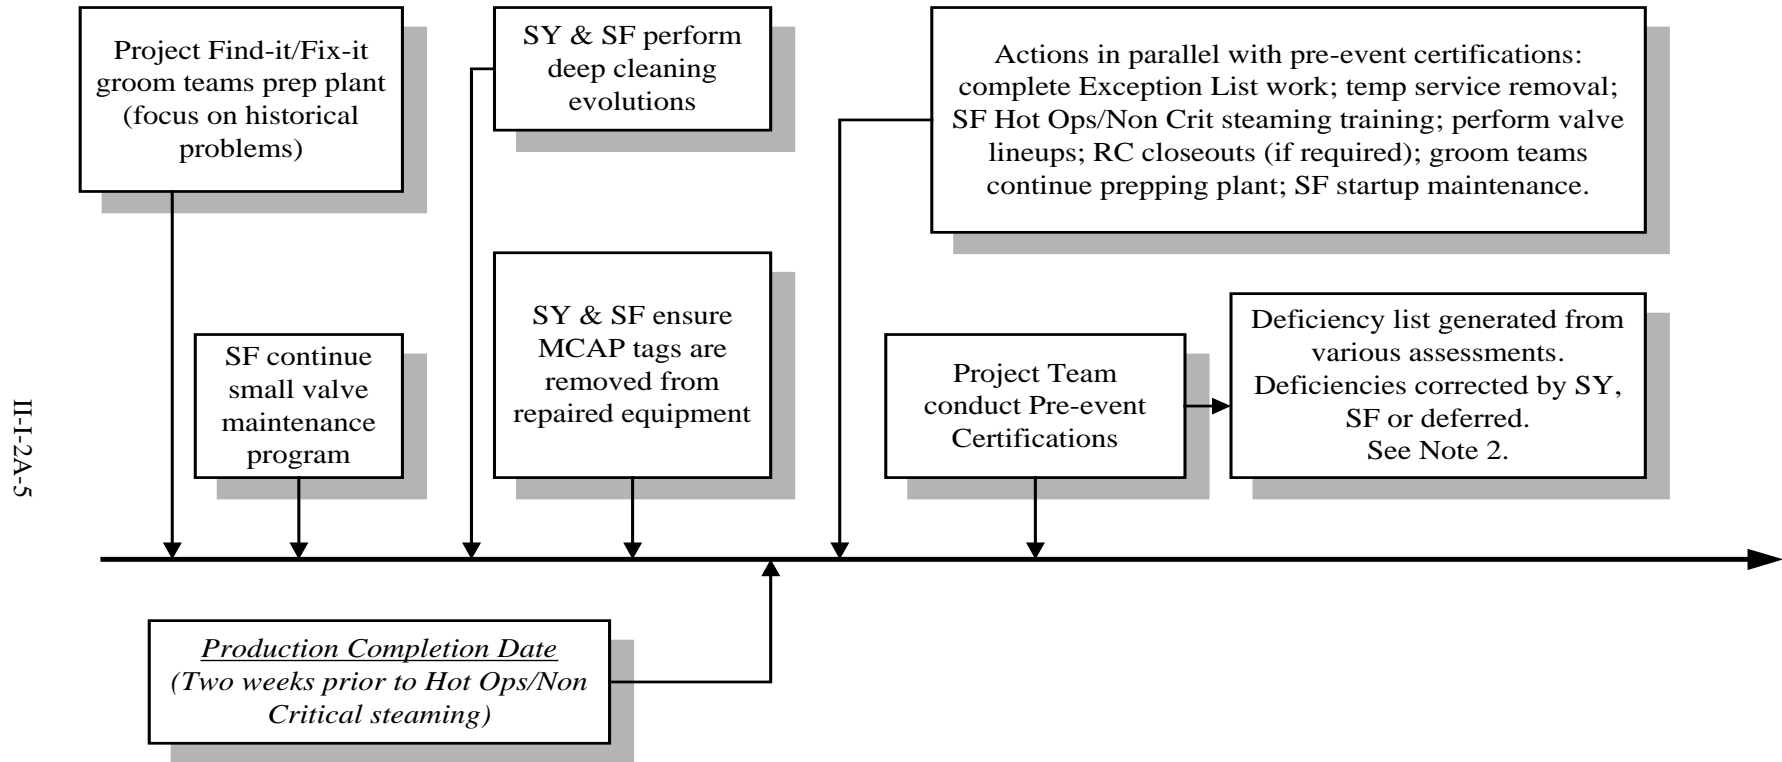 Project Find-it/Fix-it
groom teams prep plant
(focus on historical
problems)
SY & SF perform
deep cleaning
evolutions
Actions in parallel with pre-event certifications:
complete Exception List work; temp service removal;
SF Hot Ops/Non Crit steaming training; perform valve
lineups; RC closeouts (if required); groom teams
continue prepping plant; SF startup maintenance.
SF continue
small valve
maintenance
program
SY & SF ensure
MCAP tags are
removed from
repaired equipment
Project Team
conduct Pre-event
Certifications
Deficiency list generated from
various assessments.
Deficiencies corrected by SY,
SF or deferred.
See Note 2.
II-I-2A-5
Production Completion Date
(Two weeks prior to Hot Ops/Non
Critical steaming)